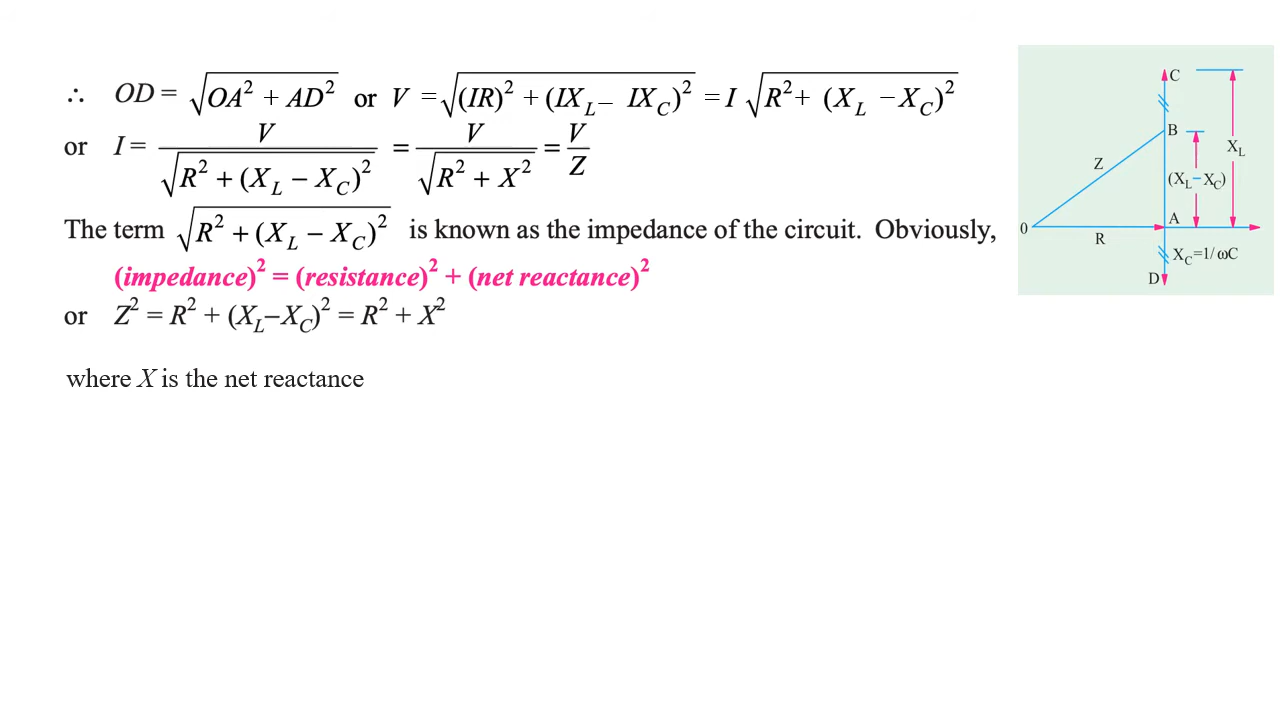 ∴ OD = √(OA² + AD²) or V = √((IR)² + (IX_L – IX_C)²) = I √(R² + (X_L – X_C)²)
or I = V / √(R² + (X_L – X_C)²) = V / √(R² + X²) = V / Z
The term √(R² + (X_L – X_C)²) is known as the impedance of the circuit. Obviously,
(impedance)² = (resistance)² + (net reactance)²
or Z² = R² + (X_L – X_C)² = R² + X²
where X is the net reactance
C
B
X_L
Z
(X_L – X_C)
A
0
R
X_C=1/ωC
D